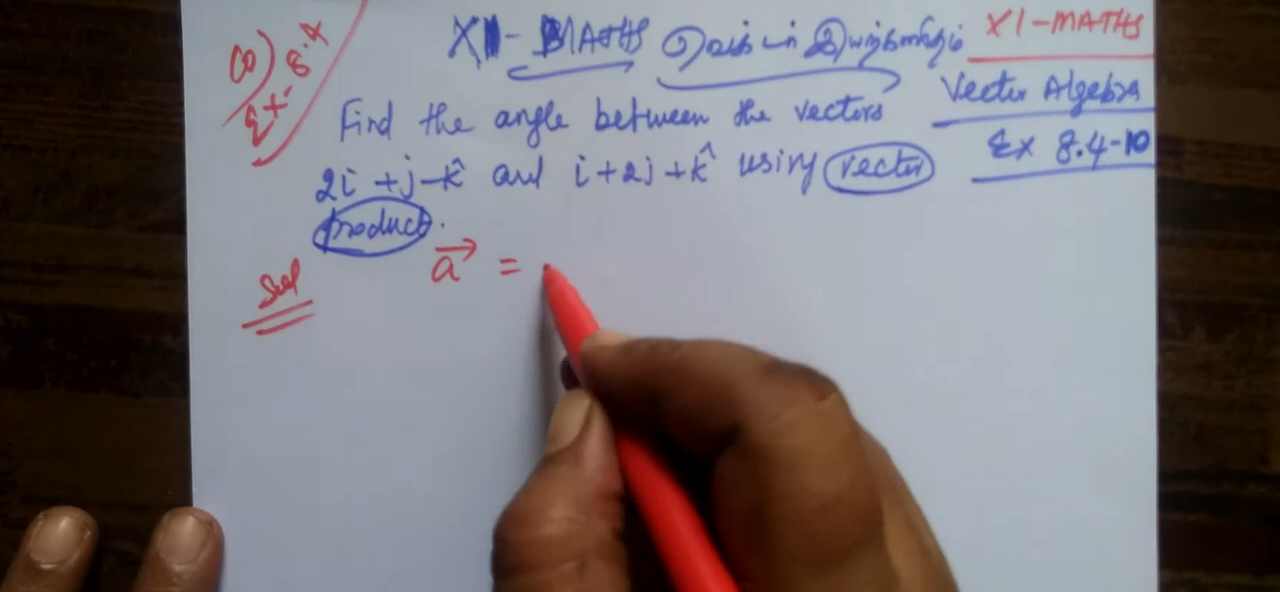 10) Ex-8.4
XI - MATHS
XI-MATHS
Vector Algebra
Ex 8.4-10
Find the angle between the vectors
2i + j - k̂ and i + 2j + k̂ using vector
product.
Sol
a⃗ =